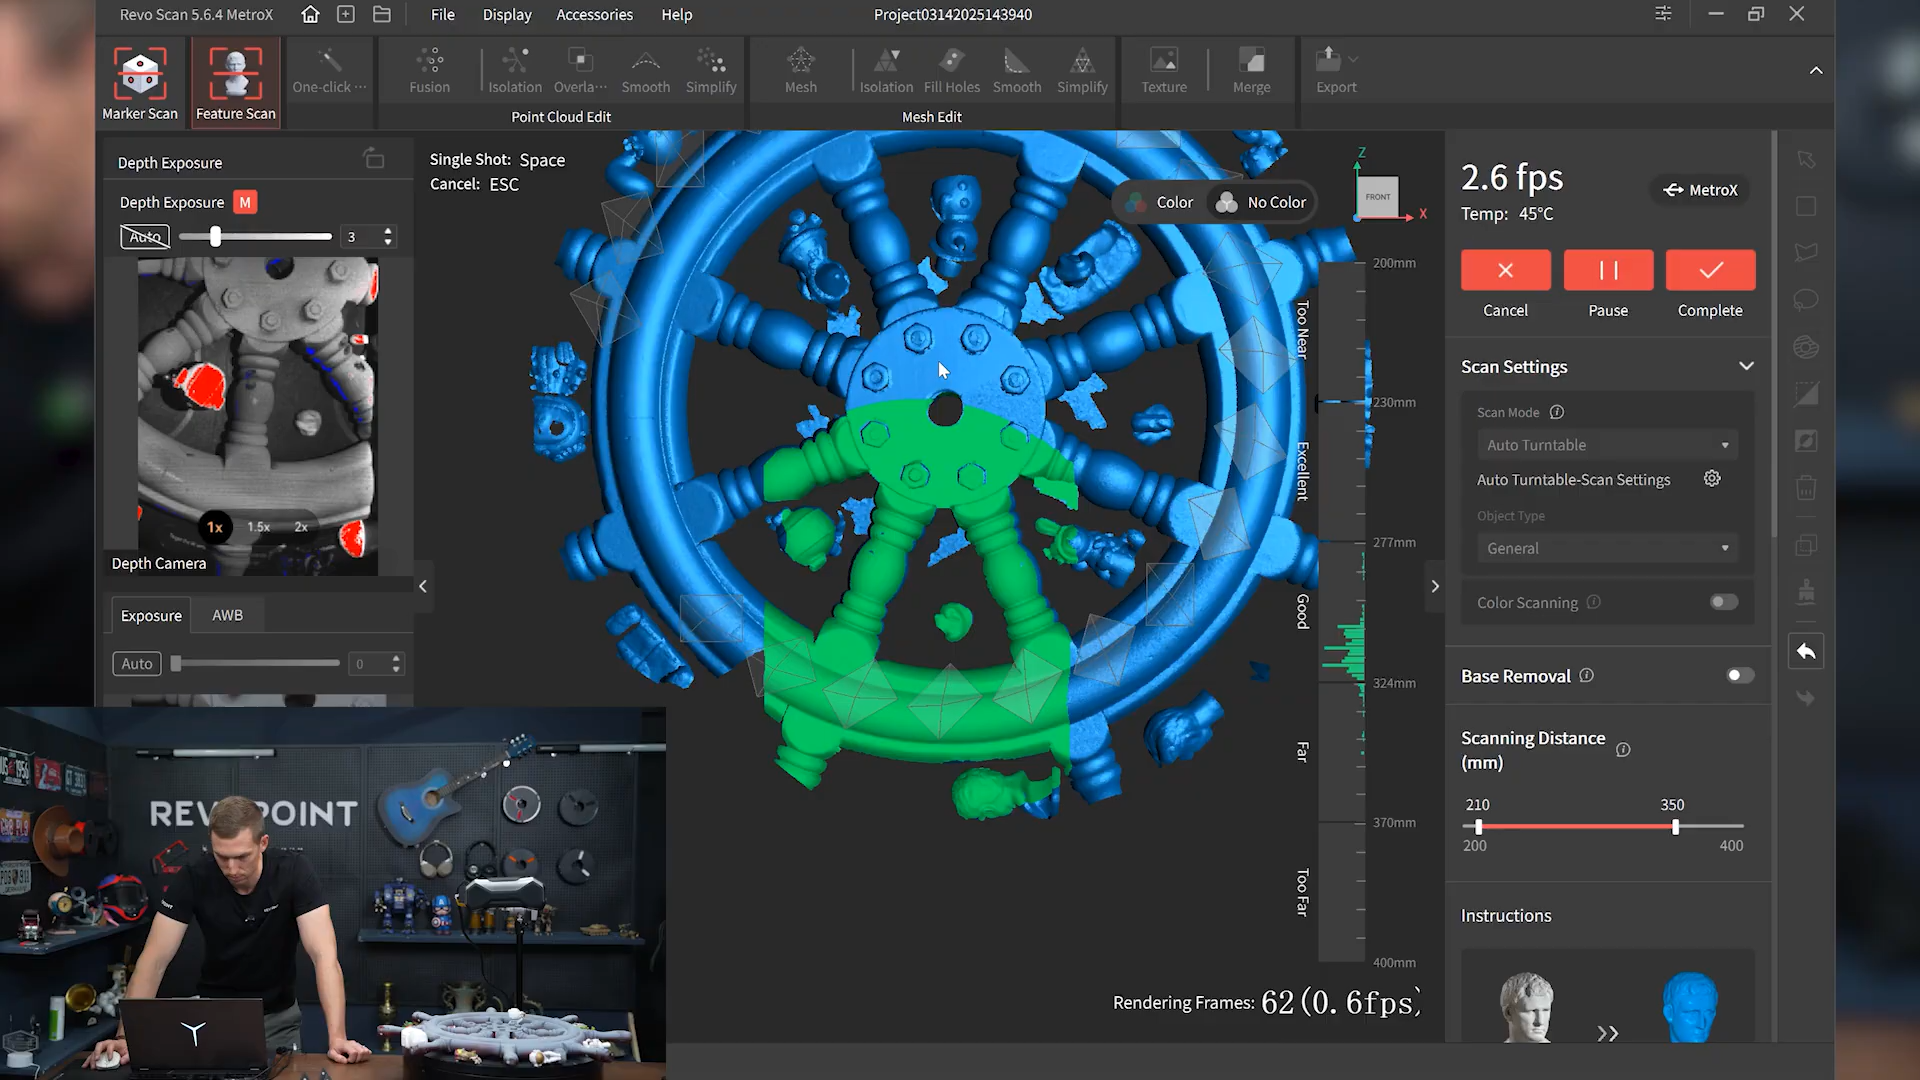 Revo Scan 5.6.4 MetroX
File
Display
Accessories
Help
Project03142025143940
Marker Scan
Feature Scan
One-click ···
Fusion
Isolation
Overla···
Smooth
Simplify
Point Cloud Edit
Mesh
Isolation
Fill Holes
Smooth
Simplify
Mesh Edit
Texture
Merge
Export
Depth Exposure
Depth Exposure M
Auto
3
1x
1.5x
2x
Depth Camera
Exposure
AWB
Auto
0
Single Shot: Space
Cancel: ESC
Color
No Color
Z
FRONT
X
200mm
Too Near
230mm
Excellent
277mm
Good
324mm
Far
370mm
Too Far
400mm
Rendering Frames: 62(0.6fps)
2.6 fps
MetroX
Temp: 45°C
Cancel
Pause
Complete
Scan Settings
Scan Mode
Auto Turntable
Auto Turntable-Scan Settings
Object Type
General
Color Scanning
Base Removal
Scanning Distance
(mm)
210
350
200
400
Instructions
REV POINT